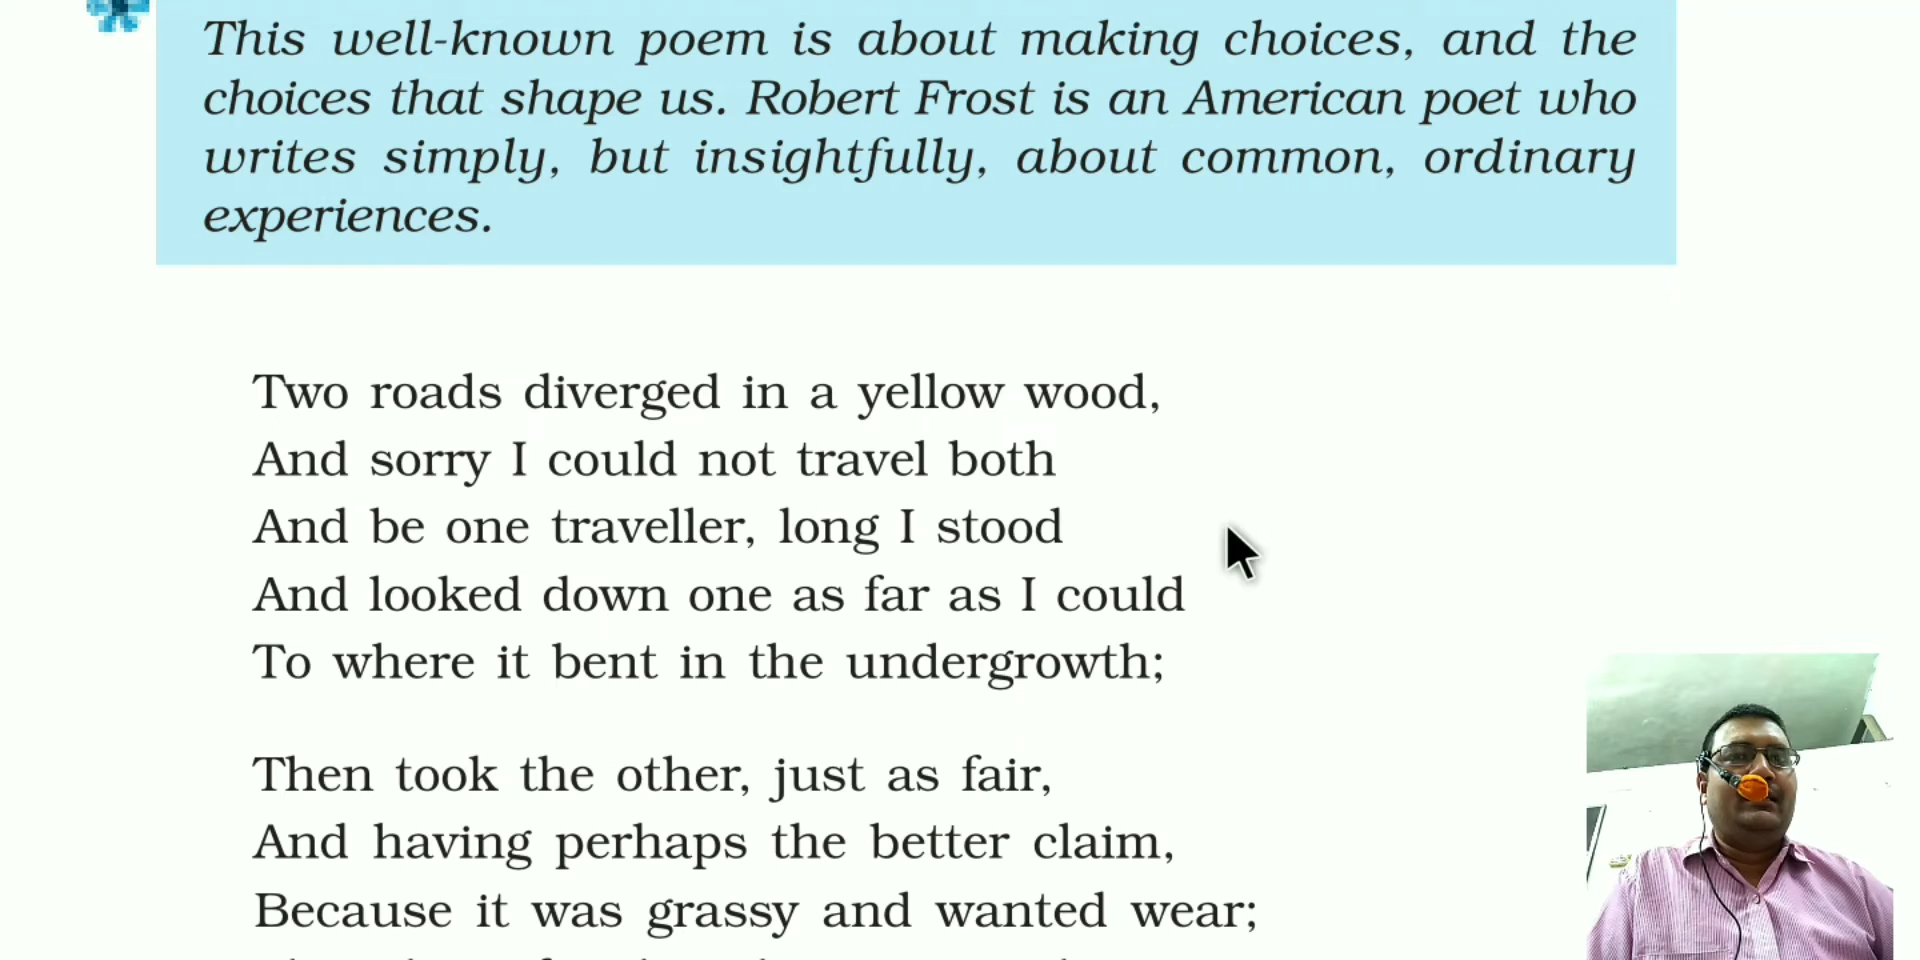 This well-known poem is about making choices, and the
choices that shape us. Robert Frost is an American poet who
writes simply, but insightfully, about common, ordinary
experiences.
Two roads diverged in a yellow wood,
And sorry I could not travel both
And be one traveller, long I stood
And looked down one as far as I could
To where it bent in the undergrowth;
Then took the other, just as fair,
And having perhaps the better claim,
Because it was grassy and wanted wear;